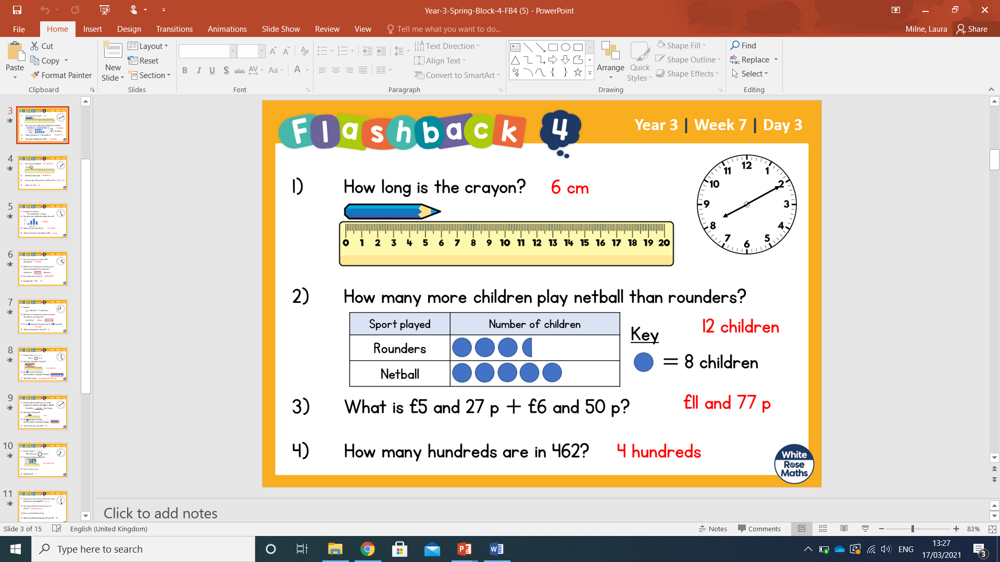 Year-3-Spring-Block-4-FB4 (5) - PowerPoint
File Home Insert Design Transitions Animations Slide Show Review View Tell me what you want to do... Milne, Laura Share
Paste
Cut
Copy
Format Painter
Clipboard
New Slide
Layout
Reset
Section
Slides
B I U S abc AV Aa A
Font
Text Direction
Align Text
Convert to SmartArt
Paragraph
Arrange
Quick Styles
Shape Fill
Shape Outline
Shape Effects
Drawing
Find
Replace
Select
Editing
3
4
5
6
7
8
9
10
11
Flashback 4
Year 3 | Week 7 | Day 3
1) How long is the crayon? 6 cm
0 1 2 3 4 5 6 7 8 9 10 11 12 13 14 15 16 17 18 19 20
12 1 2 3 4 5 6 7 8 9 10 11
2) How many more children play netball than rounders?
Sport played Number of children
Rounders
Netball
Key
= 8 children
12 children
3) What is £5 and 27 p + £6 and 50 p? £11 and 77 p
4) How many hundreds are in 462? 4 hundreds
White
Rose
Maths
Click to add notes
Slide 3 of 15 English (United Kingdom) Notes Comments 83%
Type here to search
ENG
13:27
17/03/2021
3